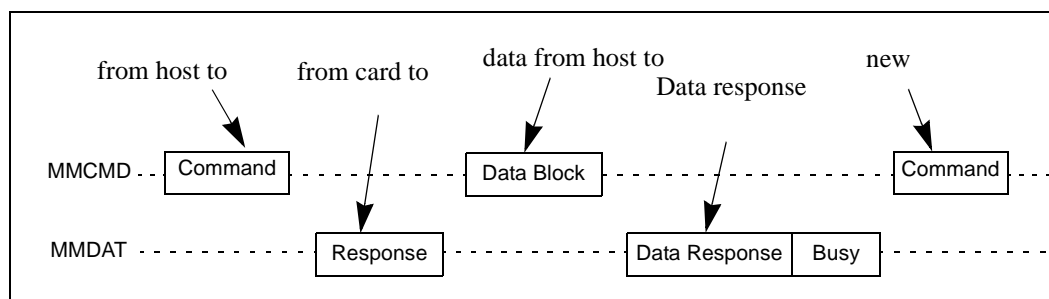 from host to
from card to
data from host to
Data response
new
MMCMD
Command
Data Block
Command
MMDAT
Response
Data Response
Busy